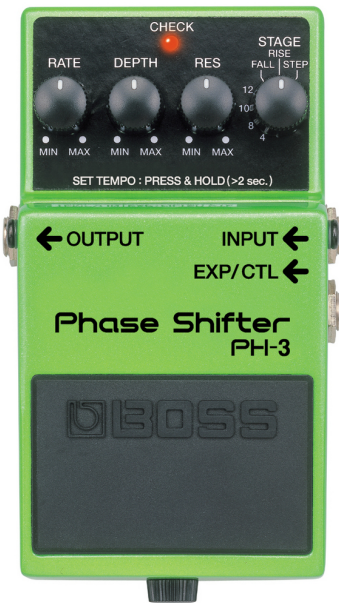 CHECK
STAGE
RISE
FALL STEP
RATE DEPTH RES
12
10
8
4
MIN MAX MIN MAX MIN MAX
SET TEMPO : PRESS & HOLD (>2 sec.)
OUTPUT INPUT
EXP/CTL
Phase Shifter
PH-3
BOSS